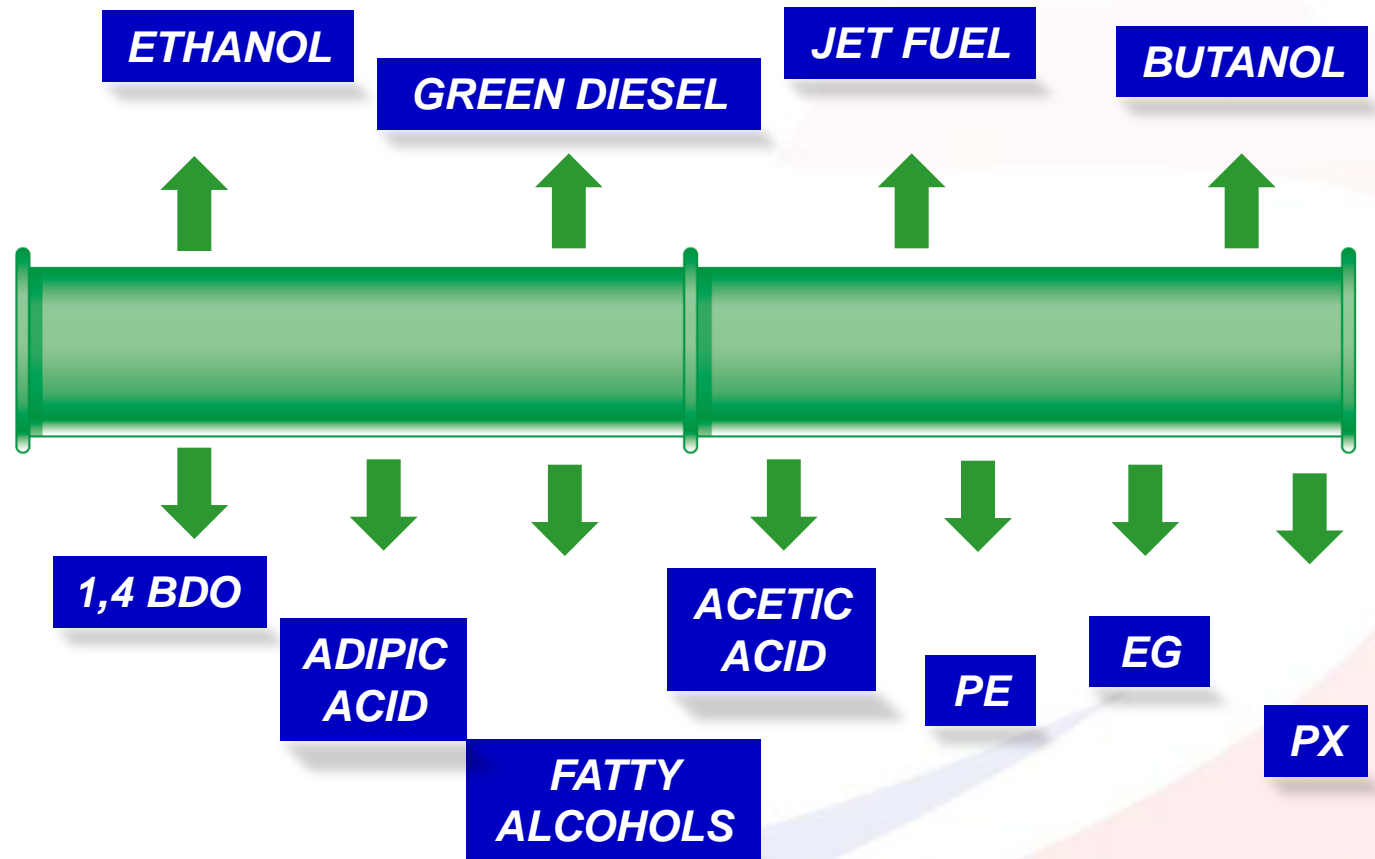 ETHANOL
GREEN DIESEL
JET FUEL
BUTANOL
1,4 BDO
ADIPIC
ACID
FATTY
ALCOHOLS
ACETIC
ACID
PE
EG
PX